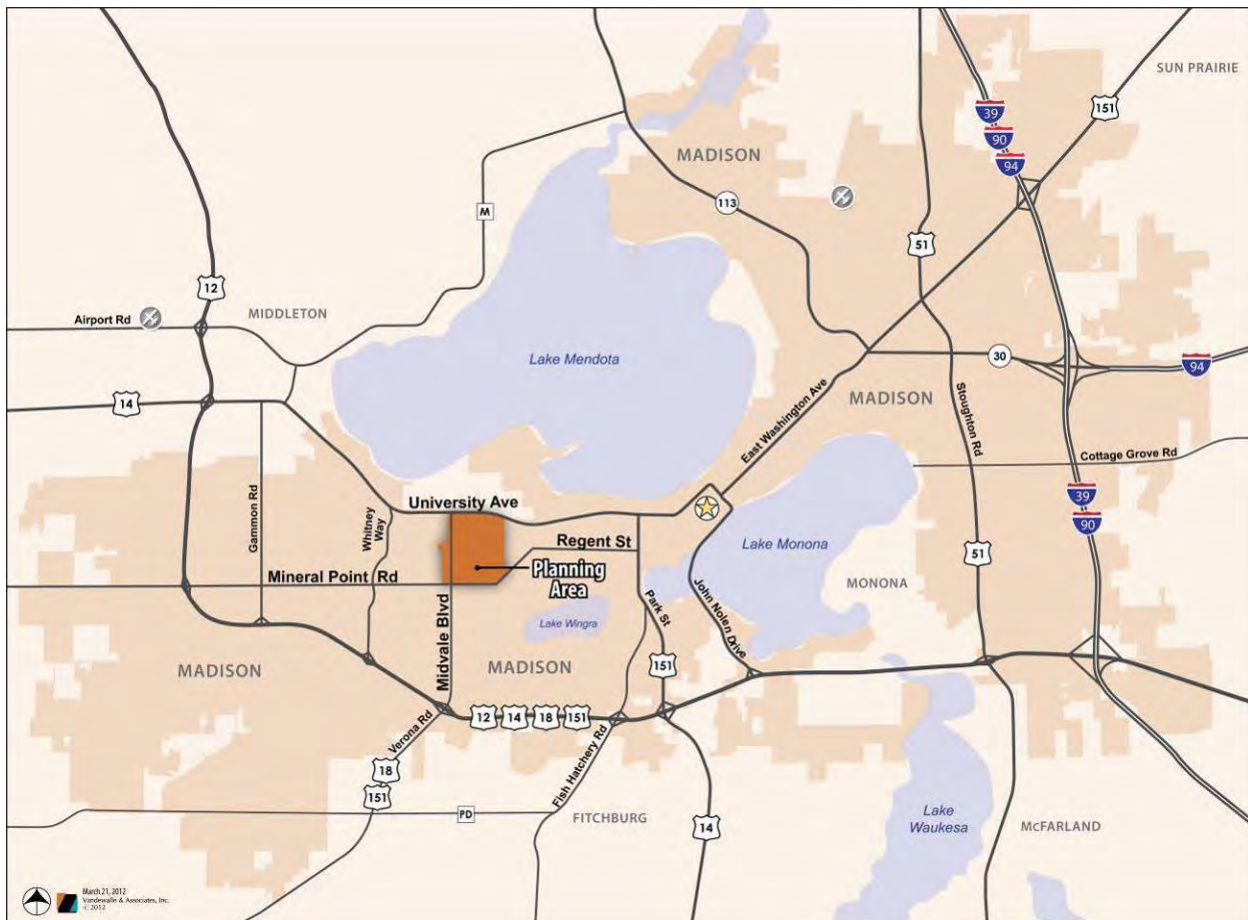 SUN PRAIRIE
151
39
90
94
MADISON
113
M
51
12
MIDDLETON
Airport Rd
Lake Mendota
30
94
14
MADISON
East Washington Ave
Stoughton Rd
Cottage Grove Rd
Gammon Rd
Whitney
Way
University Ave
39
90
Regent St
Lake Monona
51
Mineral Point Rd
Planning
Area
MONONA
Midvale Blvd
Lake Wingra
Park St
John Nolen Drive
MADISON
MADISON
151
12
14
18
151
Verona Rd
18
151
Fish Hatchery Rd
PD
FITCHBURG
14
Lake
Waukesa
McFARLAND
March 21, 2012
Vandewalle & Associates, Inc.
© 2012